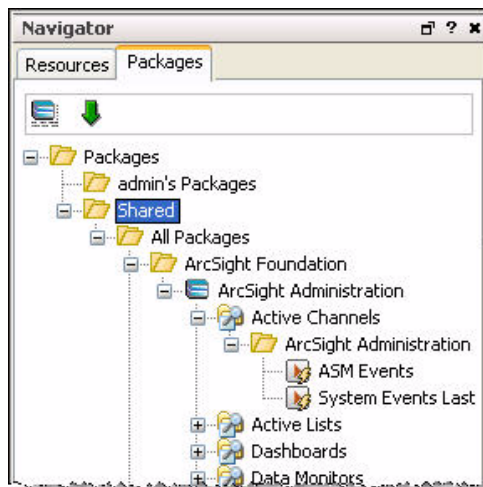 Navigator
Resources Packages
Packages
admin's Packages
Shared
All Packages
ArcSight Foundation
ArcSight Administration
Active Channels
ArcSight Administration
ASM Events
System Events Last
Active Lists
Dashboards
Data Monitors